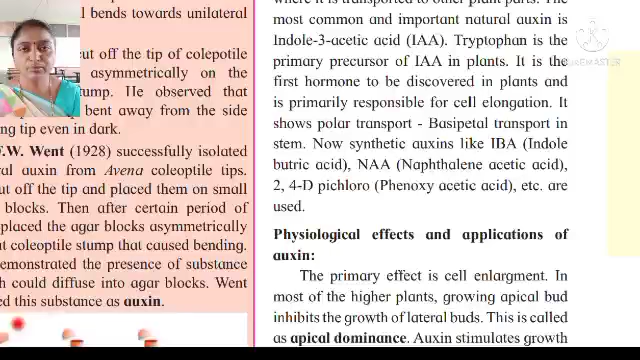 l bends towards unilateral
cut off the tip of coleoptile
asymmetrically on the
tump. He observed that
bent away from the side
ng tip even in dark.
F.W. Went (1928) successfully isolated
al auxin from Avena coleoptile tips.
ut off the tip and placed them on small
blocks. Then after certain period of
placed the agar blocks asymmetrically
t coleoptile stump that caused bending.
demonstrated the presence of substance
h could diffuse into agar blocks. Went
ed this substance as auxin.
where it is transported to other plant parts. The
most common and important natural auxin is
Indole-3-acetic acid (IAA). Tryptophan is the
primary precursor of IAA in plants. It is the
first hormone to be discovered in plants and
is primarily responsible for cell elongation. It
shows polar transport - Basipetal transport in
stem. Now synthetic auxins like IBA (Indole
butric acid), NAA (Naphthalene acetic acid),
2, 4-D pichloro (Phenoxy acetic acid), etc. are
used.
Physiological effects and applications of
auxin:
The primary effect is cell enlargment. In
most of the higher plants, growing apical bud
inhibits the growth of lateral buds. This is called
as apical dominance. Auxin stimulates growth